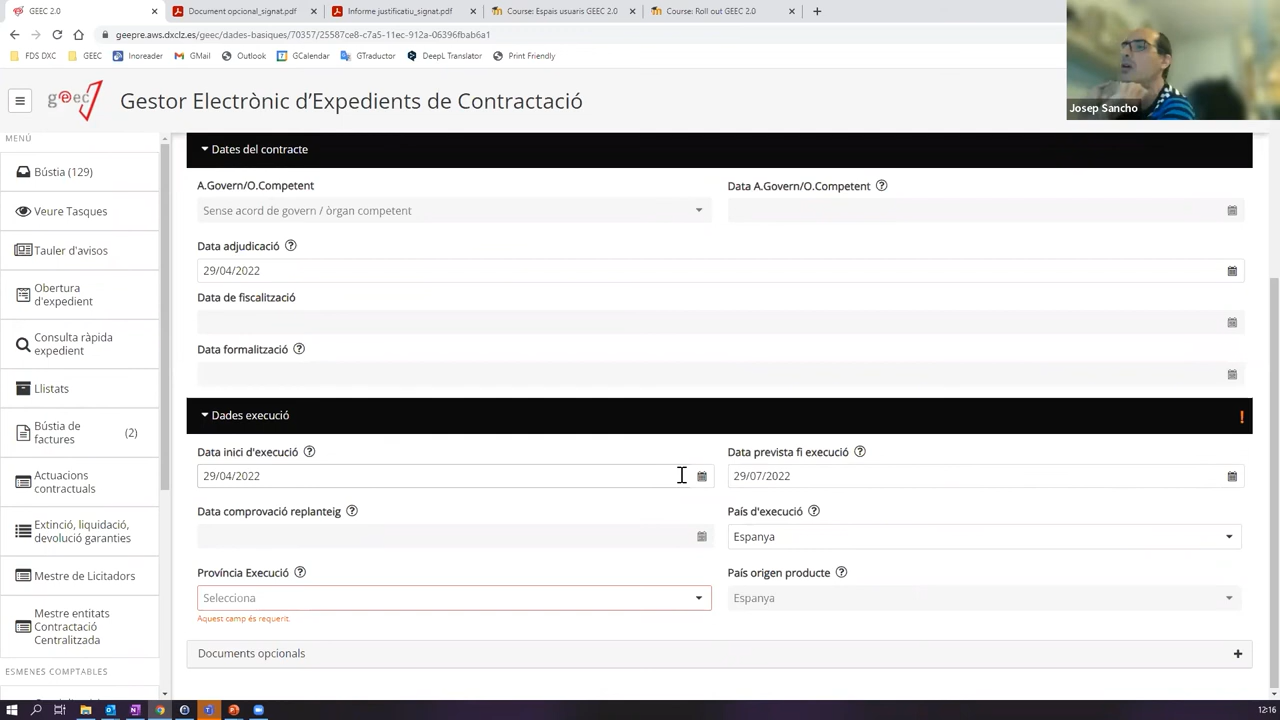 GEEC 2.0
Document opcional_signat.pdf
Informe justificatiu_signat.pdf
Course: Espais usuaris GEEC 2.0
Course: Roll out GEEC 2.0
geepre.aws.dxclz.es/geec/dades-basiques/70357/25587ce8-c7a5-11ec-912a-06396fbab6a1
FDS DXC
GEEC
Inoreader
GMail
Outlook
GCalendar
GTraductor
DeepL Translator
Print Friendly
Josep Sancho
geec
Gestor Electrònic d'Expedients de Contractació
MENÚ
Bústia (129)
Veure Tasques
Tauler d'avisos
Obertura
d'expedient
Consulta ràpida
expedient
Llistats
Bústia de
factures
(2)
Actuacions
contractuals
Extinció, liquidació,
devolució garanties
Mestre de Licitadors
Mestre entitats
Contractació
Centralitzada
ESMENES COMPTABLES
Dates del contracte
A.Govern/O.Competent
Data A.Govern/O.Competent
Sense acord de govern / òrgan competent
Data adjudicació
29/04/2022
Data de fiscalització
Data formalització
Dades execució
Data inici d'execució
Data prevista fi execució
29/04/2022
29/07/2022
Data comprovació replanteig
País d'execució
Espanya
Província Execució
País origen producte
Selecciona
Espanya
Aquest camp és requerit.
Documents opcionals
12:16